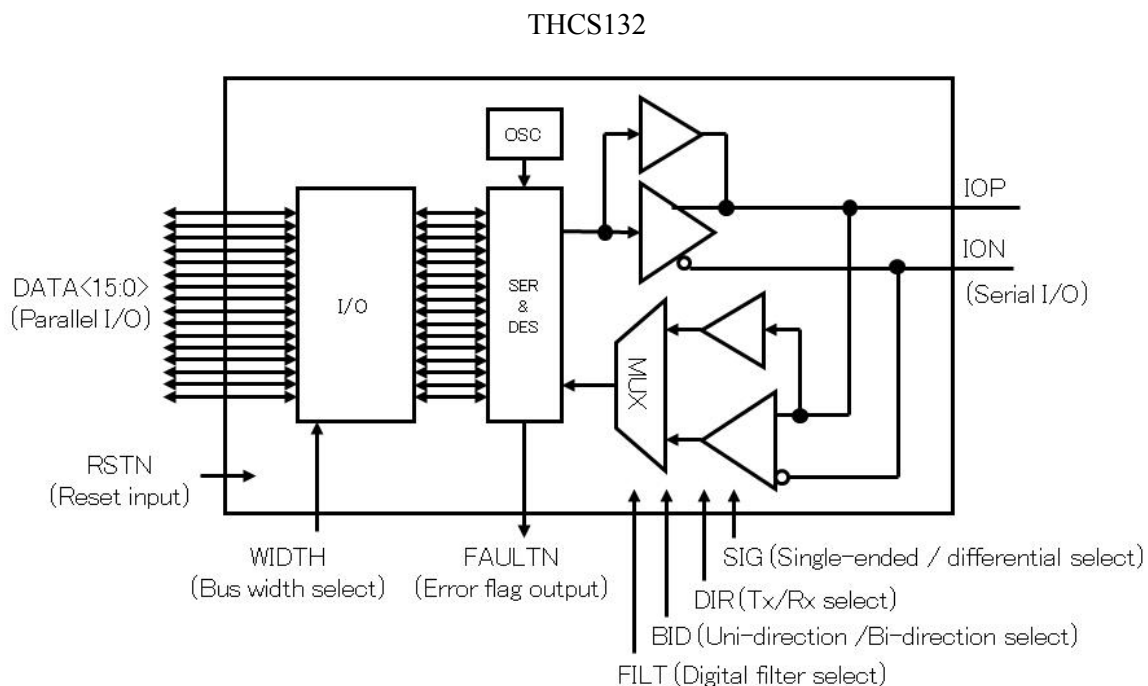 THCS132
OSC
IOP
ION
(Serial I/O)
DATA<15:0>
(Parallel I/O)
I/O
SER
&
DES
MUX
RSTN
(Reset input)
WIDTH
(Bus width select)
FAULTN
(Error flag output)
SIG (Single-ended / differential select)
DIR (Tx/Rx select)
BID (Uni-direction /Bi-direction select)
FILT (Digital filter select)